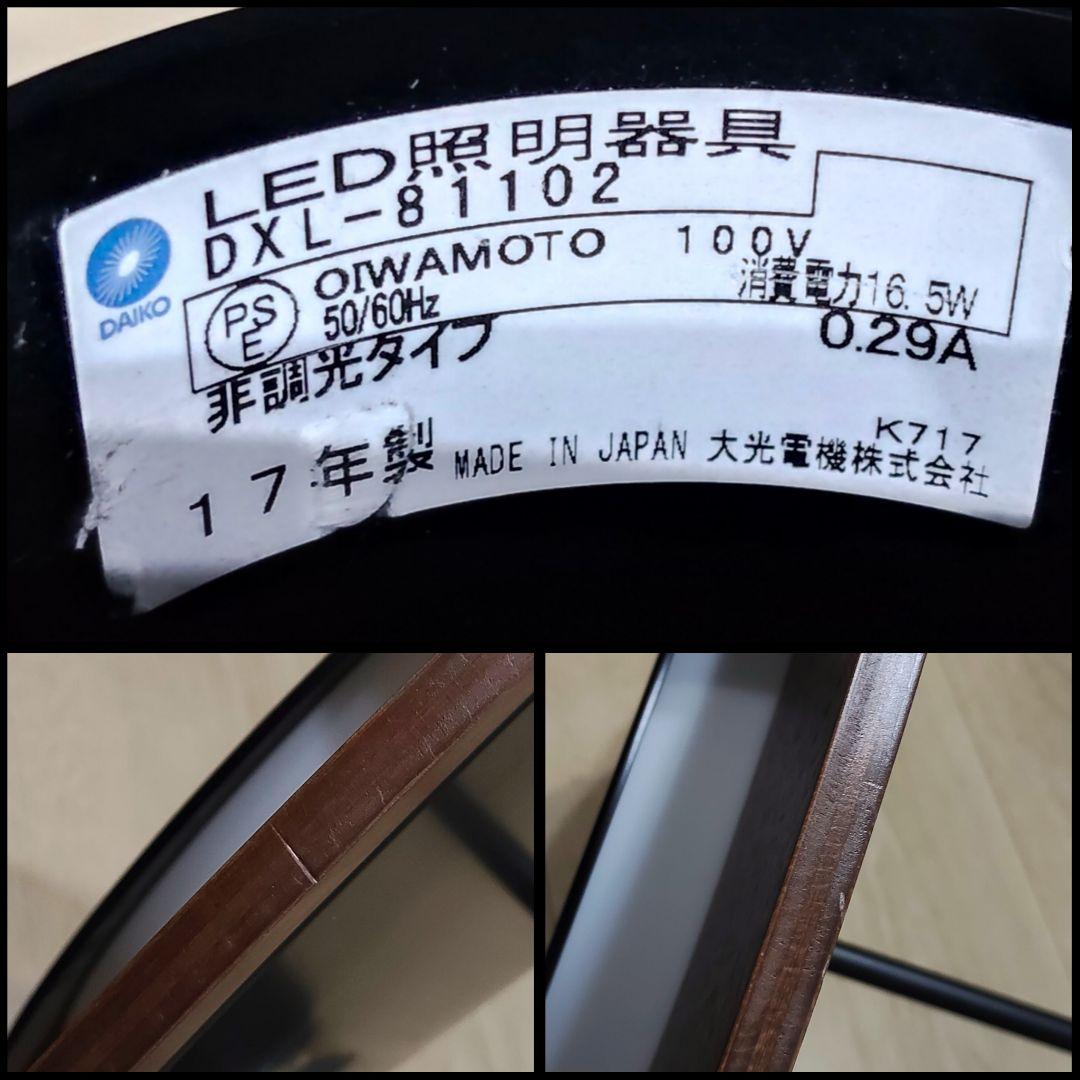 LED照明器具
DXL-81102
DAIKO
PSE
OIWAMOTO 100V
50/60Hz 消費電力16.5W
非調光タイプ 0.29A
17年製 MADE IN JAPAN 大光電機株式会社
K717